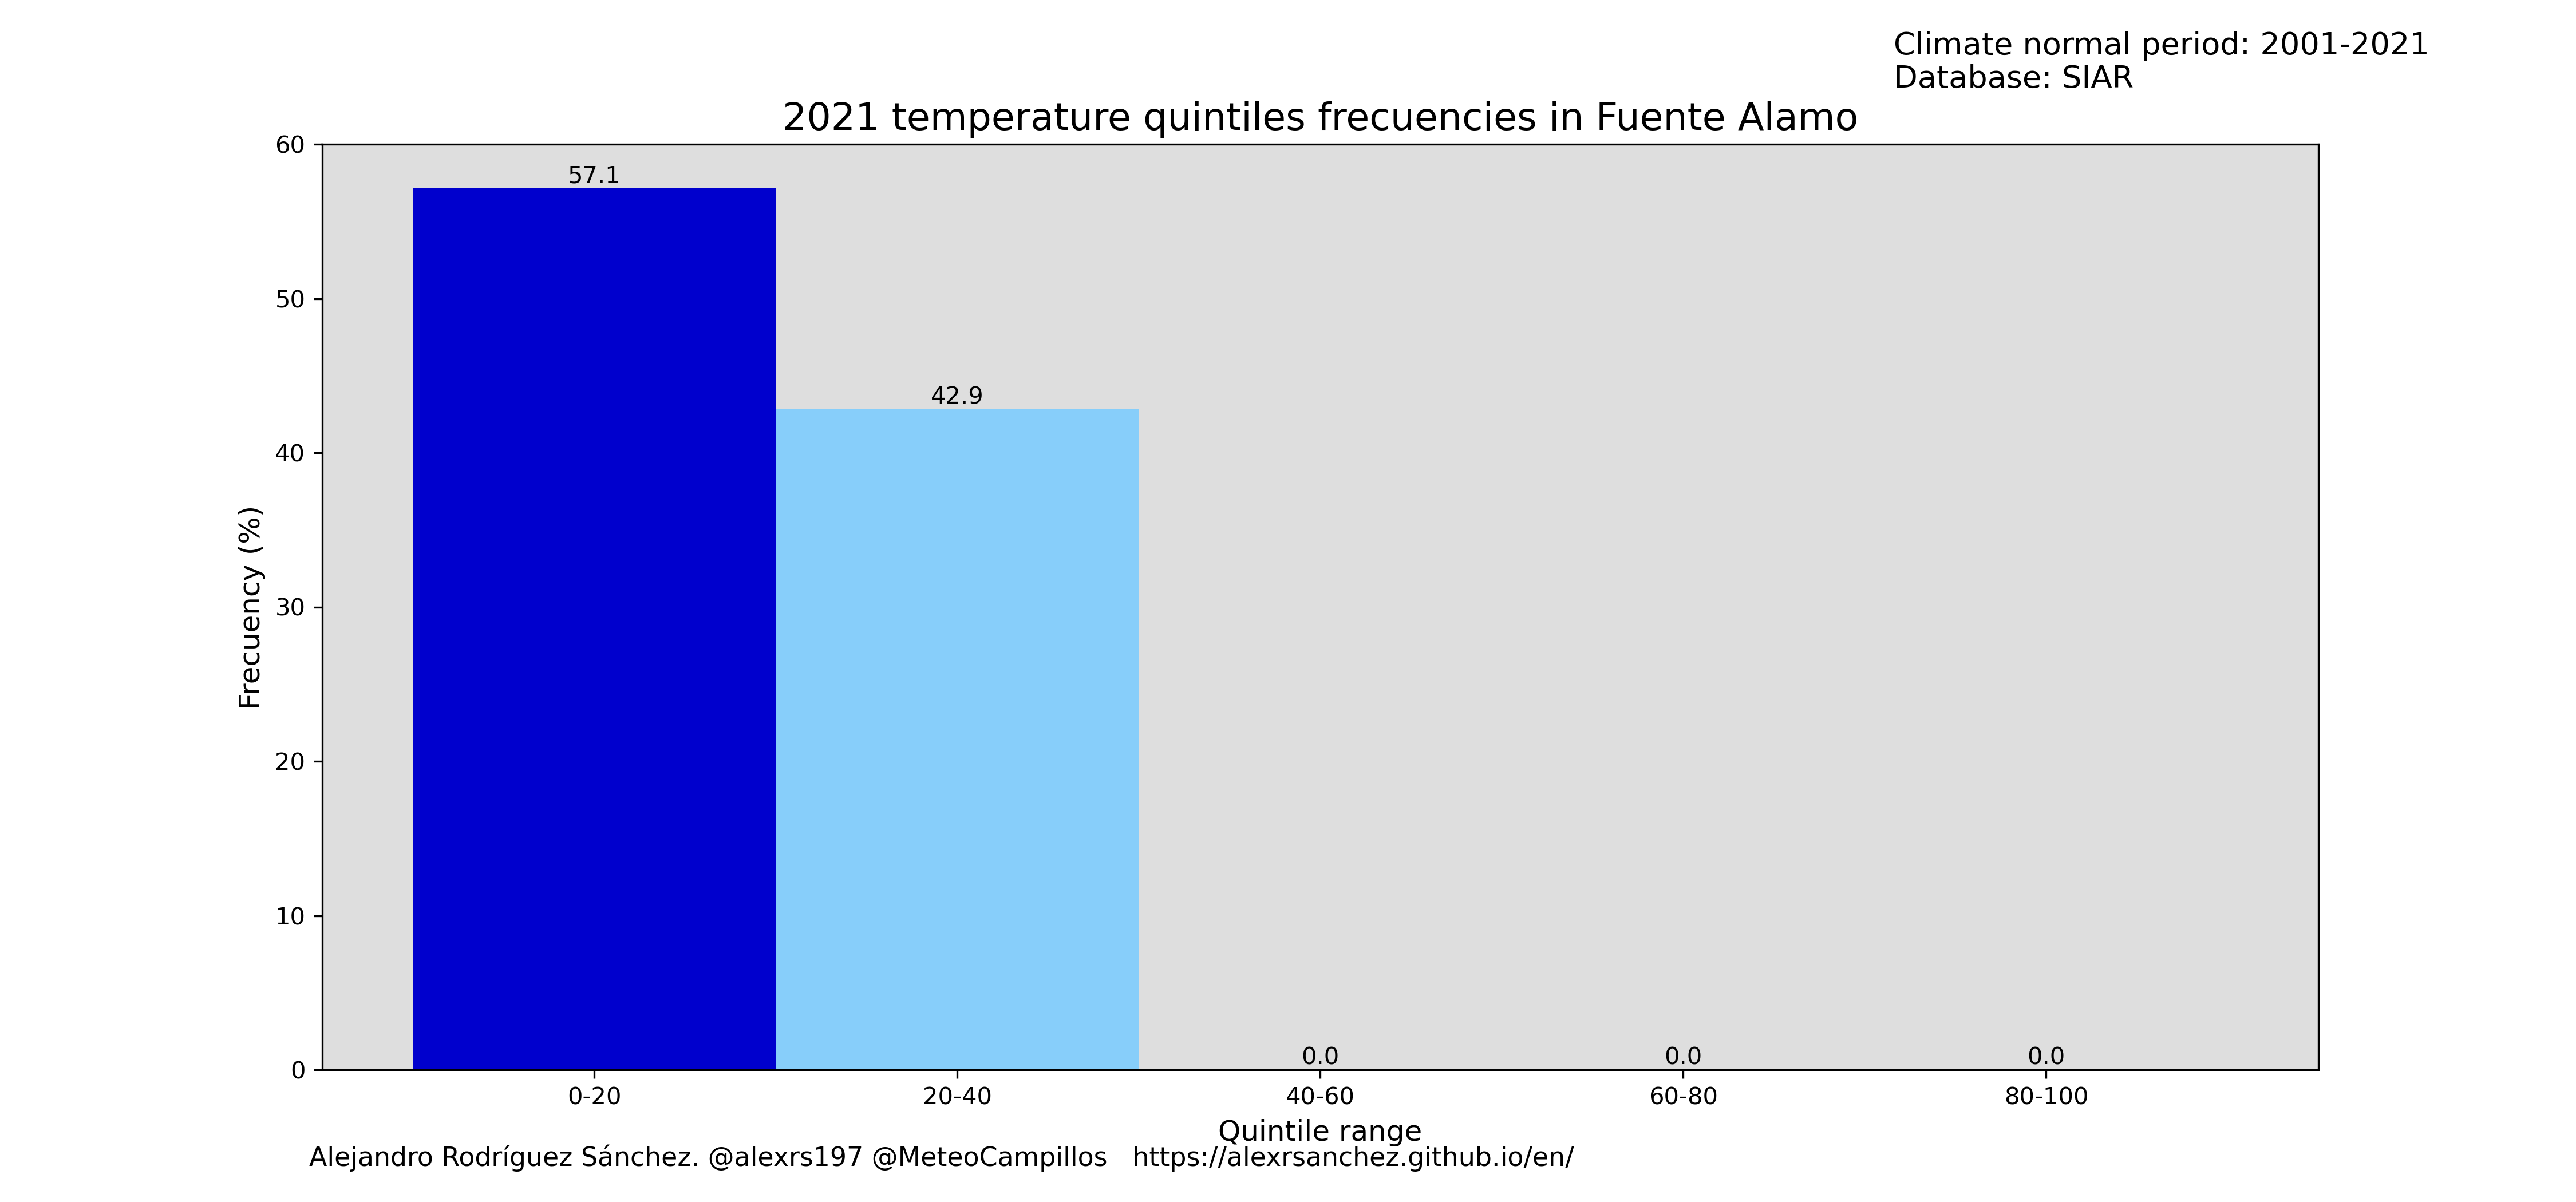 Climate normal period: 2001-2021
Database: SIAR
2021 temperature quintiles frecuencies in Fuente Alamo
60
50
40
30
20
10
0
Frecuency (%)
57.1
42.9
0.0
0.0
0.0
0-20
20-40
40-60
60-80
80-100
Quintile range
Alejandro Rodríguez Sánchez. @alexrs197 @MeteoCampillos   https://alexrsanchez.github.io/en/